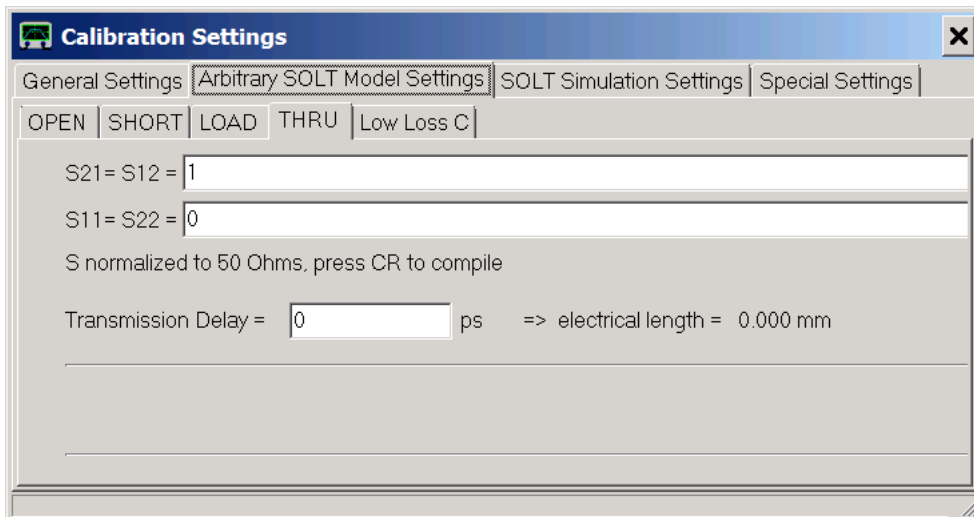 Calibration Settings
General Settings Arbitrary SOLT Model Settings SOLT Simulation Settings Special Settings
OPEN SHORT LOAD THRU Low Loss C
S21= S12 = 1
S11= S22 = 0
S normalized to 50 Ohms, press CR to compile
Transmission Delay = 0 ps => electrical length = 0.000 mm